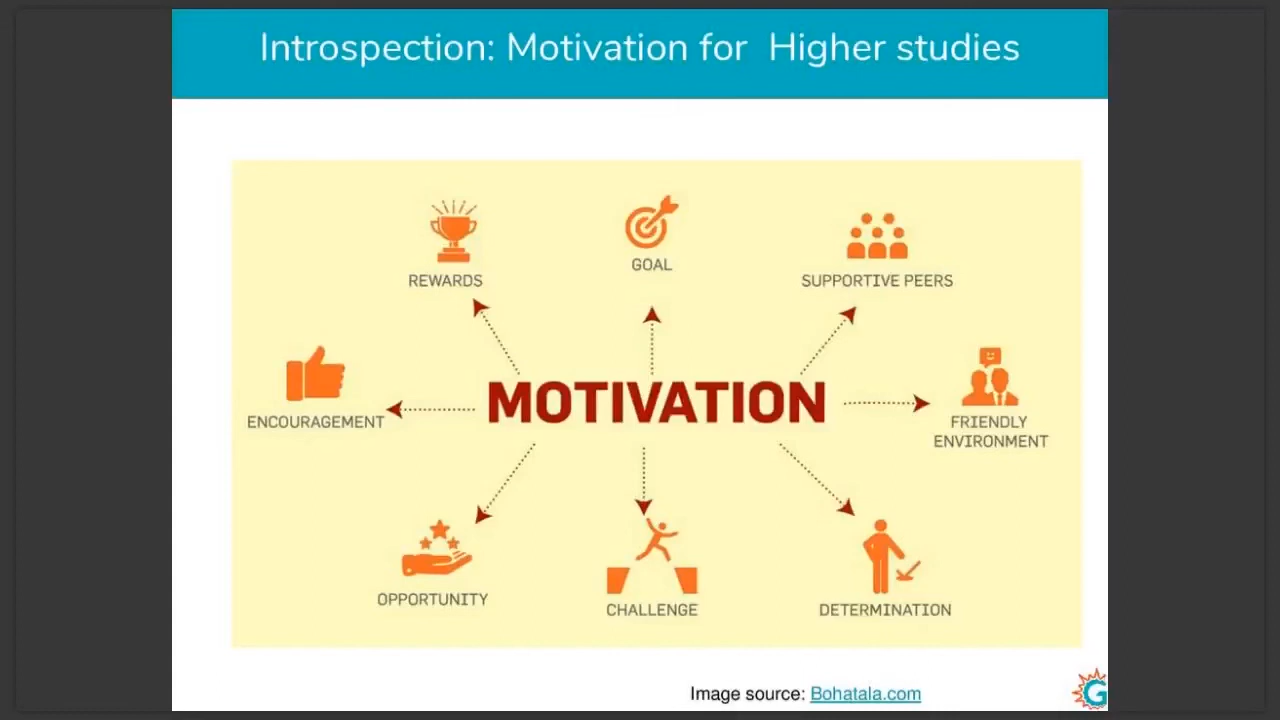 Introspection: Motivation for  Higher studies
REWARDS
GOAL
SUPPORTIVE PEERS
ENCOURAGEMENT
MOTIVATION
FRIENDLY
ENVIRONMENT
OPPORTUNITY
CHALLENGE
DETERMINATION
Image source: Bohatala.com
G